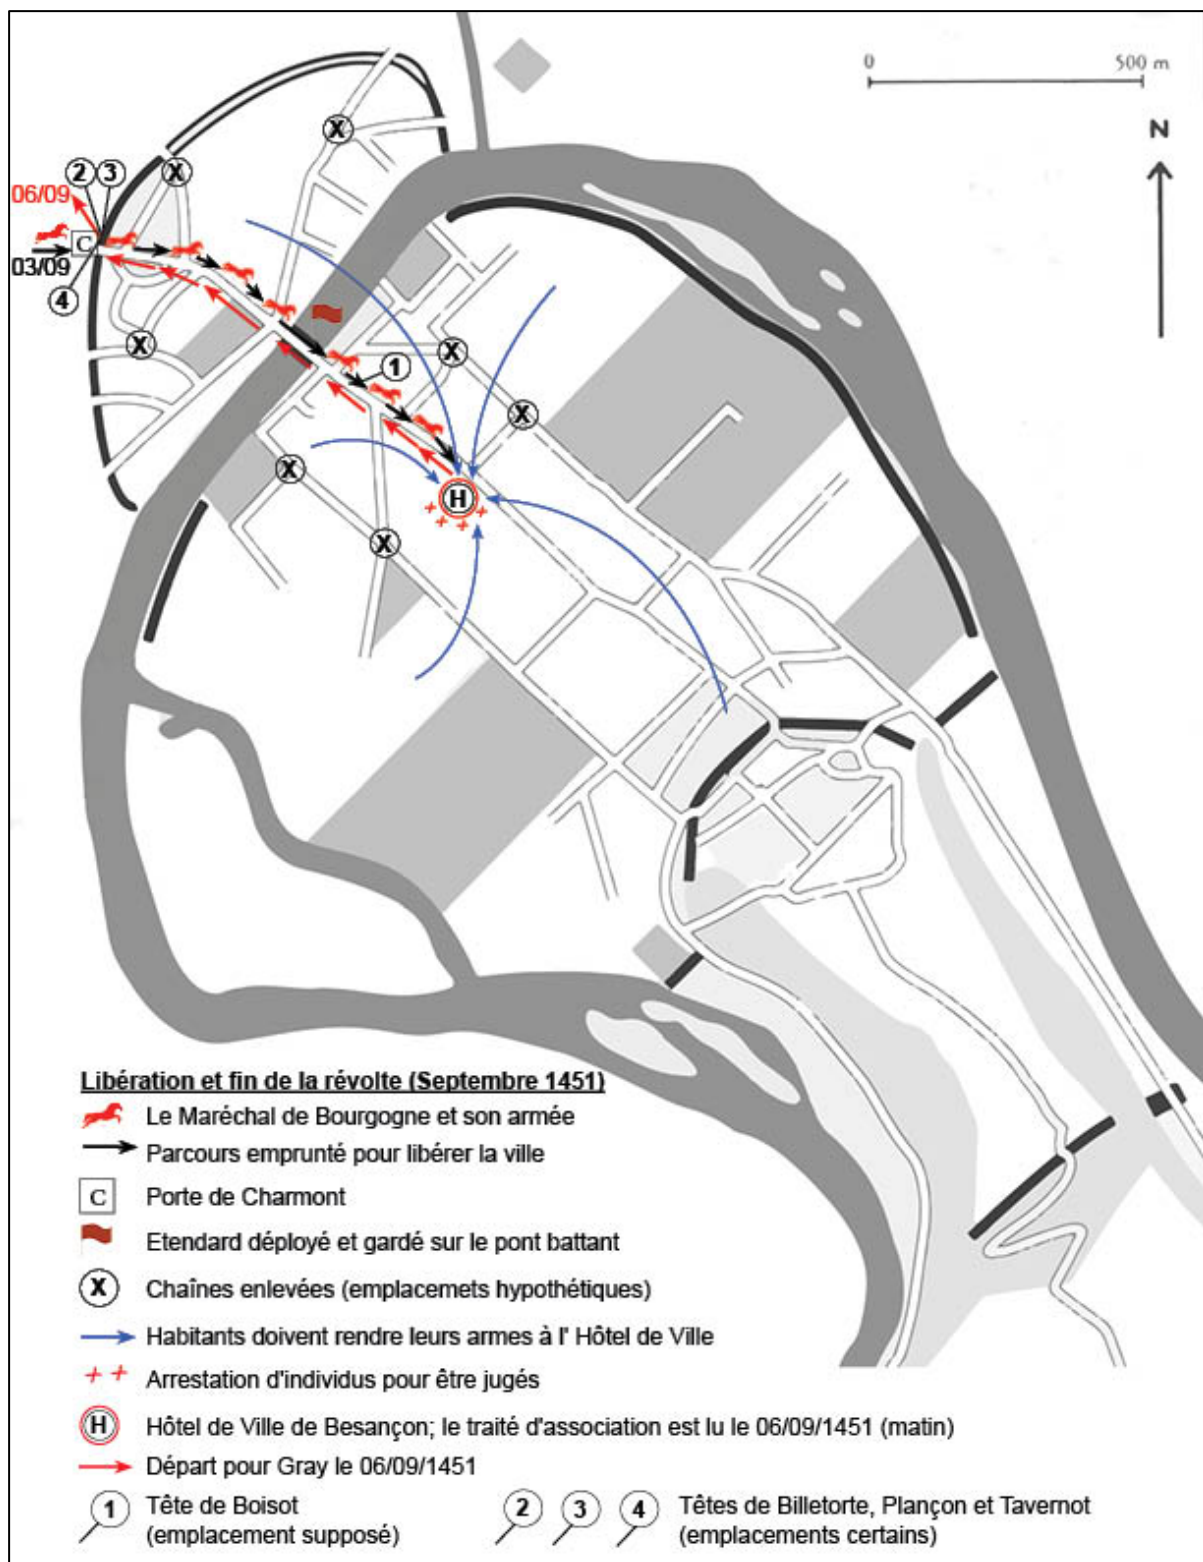 0 500 m
N
X
X
2 3
06/09
C
03/09
4
X
1
X
X
X
H
X
Libération et fin de la révolte (Septembre 1451)
Le Maréchal de Bourgogne et son armée
Parcours emprunté pour libérer la ville
C Porte de Charmont
Etendard déployé et gardé sur le pont battant
X Chaînes enlevées (emplacemets hypothétiques)
Habitants doivent rendre leurs armes à l' Hôtel de Ville
Arrestation d'individus pour être jugés
H Hôtel de Ville de Besançon; le traité d'association est lu le 06/09/1451 (matin)
Départ pour Gray le 06/09/1451
1 Tête de Boisot
(emplacement supposé)
2 3 4 Têtes de Billetorte, Plançon et Tavernot
(emplacements certains)